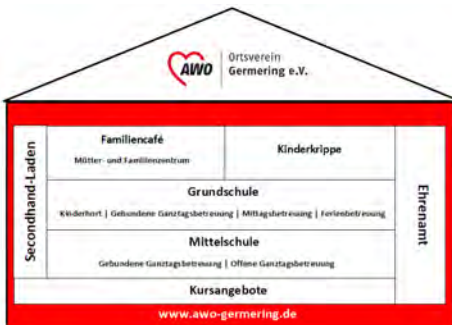 AWO
Ortsverein
Germering e.V.
Secondhand-Laden
Familiencafé
Mütter- und Familienzentrum
Kinderkrippe
Grundschule
Kinderhort | Gebundene Ganztagsbetreuung | Mittagsbetreuung | Ferienbetreuung
Mittelschule
Gebundene Ganztagsbetreuung | Offene Ganztagsbetreuung
Ehrenamt
Kursangebote
www.awo-germering.de